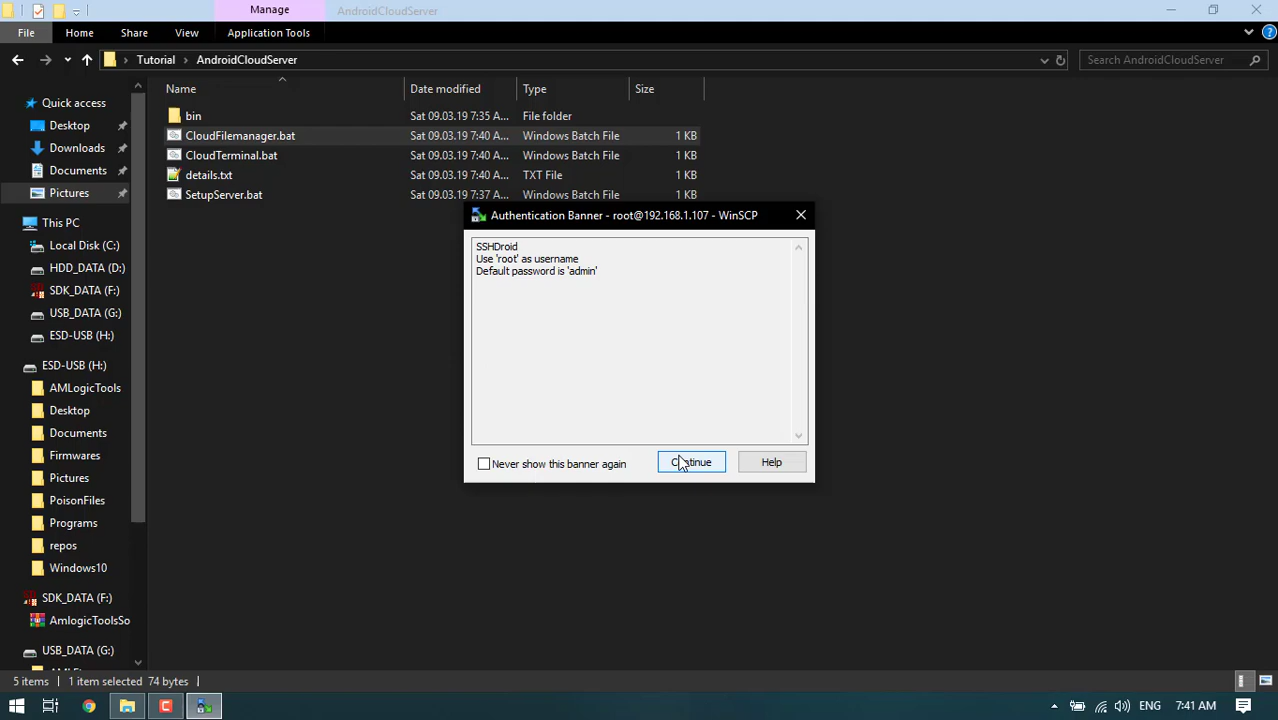 Manage
AndroidCloudServer
File
Home
Share
View
Application Tools
Tutorial
AndroidCloudServer
Search AndroidCloudServer
Name
Date modified
Type
Size
bin
Sat 09.03.19 7:35 A...
File folder
CloudFilemanager.bat
Sat 09.03.19 7:40 A...
Windows Batch File
1 KB
CloudTerminal.bat
Sat 09.03.19 7:40 A...
Windows Batch File
1 KB
details.txt
Sat 09.03.19 7:40 A...
TXT File
1 KB
SetupServer.bat
Sat 09.03.19 7:37 A...
Windows Batch File
1 KB
Quick access
Desktop
Downloads
Documents
Pictures
This PC
Local Disk (C:)
HDD_DATA (D:)
SDK_DATA (F:)
USB_DATA (G:)
ESD-USB (H:)
ESD-USB (H:)
AMLogicTools
Desktop
Documents
Firmwares
Pictures
PoisonFiles
Programs
repos
Windows10
SDK_DATA (F:)
AmlogicToolsSo
USB_DATA (G:)
Authentication Banner - root@192.168.1.107 - WinSCP
SSHDroid
Use 'root' as username
Default password is 'admin'
Never show this banner again
Continue
Help
5 items
1 item selected 74 bytes
ENG
7:41 AM